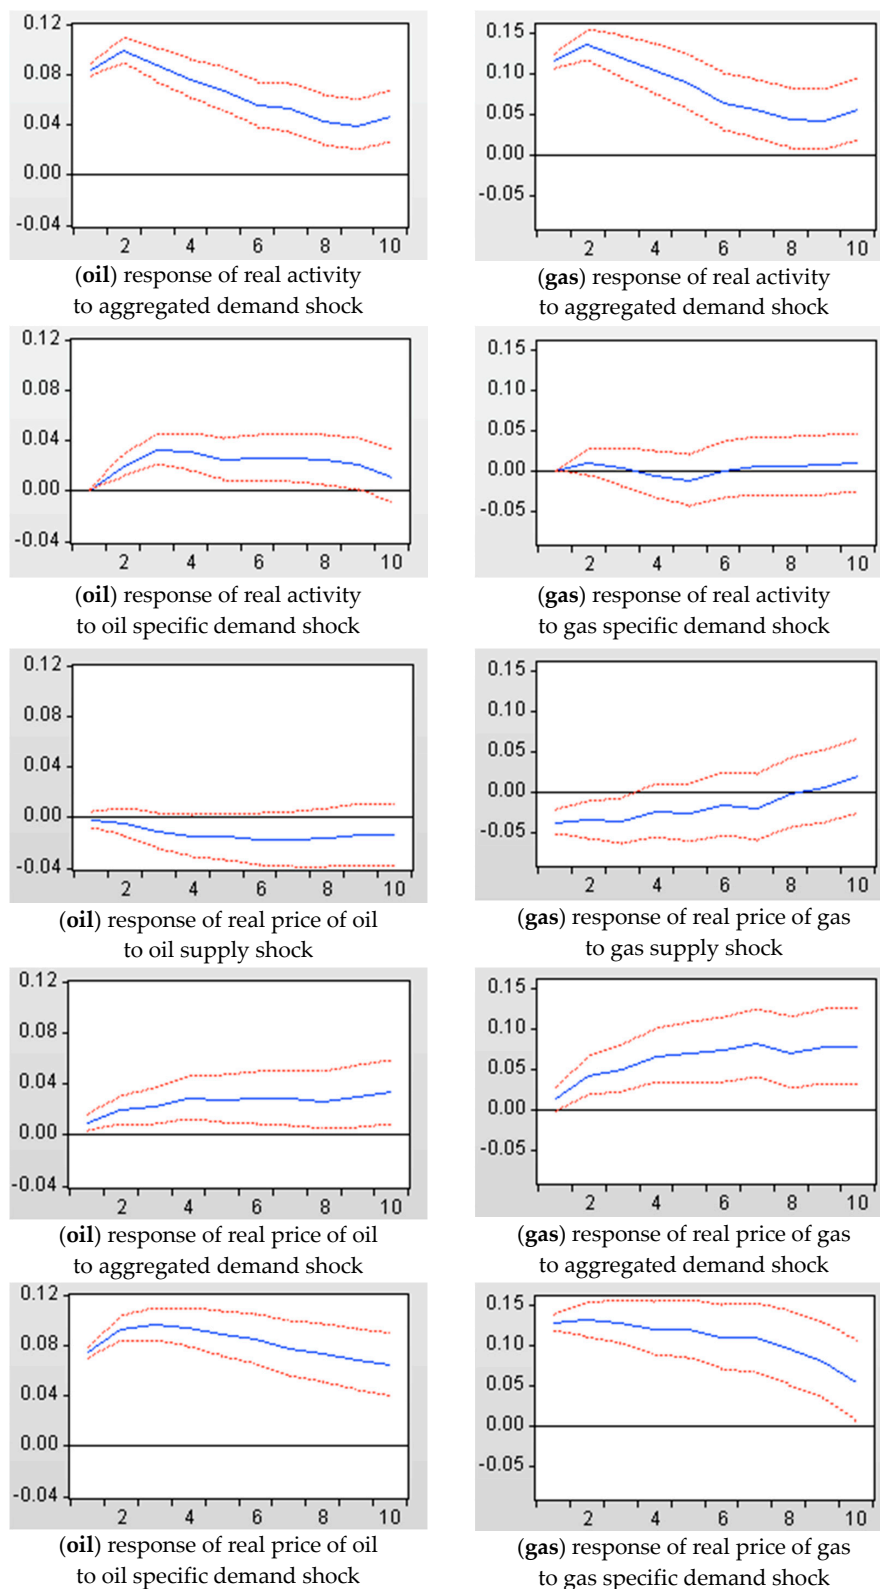 0.12
0.08
0.04
0.00
-0.04
2 4 6 8 10
(oil) response of real activity
to aggregated demand shock
0.15
0.10
0.05
0.00
-0.05
2 4 6 8 10
(gas) response of real activity
to aggregated demand shock
0.12
0.08
0.04
0.00
-0.04
2 4 6 8 10
(oil) response of real activity
to oil specific demand shock
0.15
0.10
0.05
0.00
-0.05
2 4 6 8 10
(gas) response of real activity
to gas specific demand shock
0.12
0.08
0.04
0.00
-0.04
2 4 6 8 10
(oil) response of real price of oil
to oil supply shock
0.15
0.10
0.05
0.00
-0.05
2 4 6 8 10
(gas) response of real price of gas
to gas supply shock
0.12
0.08
0.04
0.00
-0.04
2 4 6 8 10
(oil) response of real price of oil
to aggregated demand shock
0.15
0.10
0.05
0.00
-0.05
2 4 6 8 10
(gas) response of real price of gas
to aggregated demand shock
0.12
0.08
0.04
0.00
-0.04
2 4 6 8 10
(oil) response of real price of oil
to oil specific demand shock
0.15
0.10
0.05
0.00
-0.05
2 4 6 8 10
(gas) response of real price of gas
to gas specific demand shock